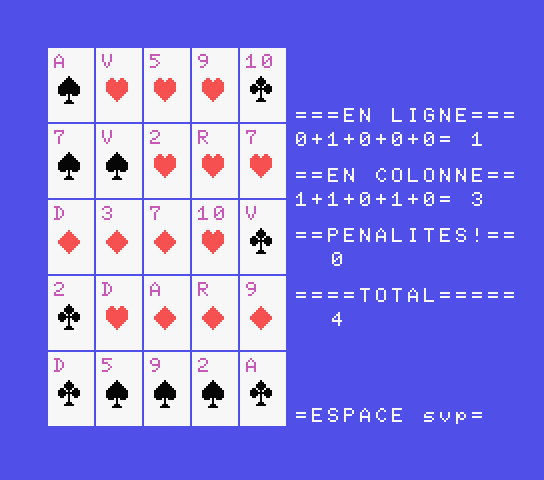 A V 5 9 10
===EN LIGNE===
0+1+0+0+0= 1
7 V 2 R 7
==EN COLONNE==
1+1+0+1+0= 3
D 3 7 10 V
==PENALITES!==
0
2 D A R 9
====TOTAL=====
4
D 5 9 2 A
=ESPACE svp=